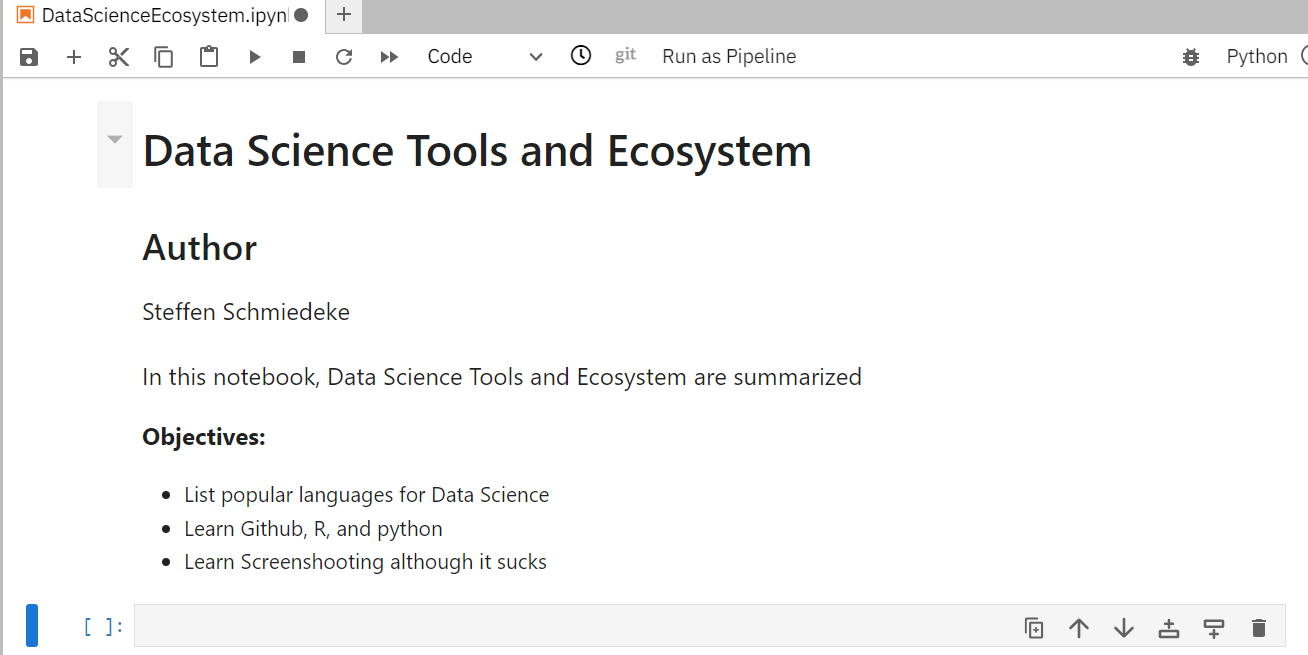 DataScienceEcosystem.ipyn
Code git Run as Pipeline Python
Data Science Tools and Ecosystem
Author
Steffen Schmiedeke
In this notebook, Data Science Tools and Ecosystem are summarized
Objectives:
List popular languages for Data Science
Learn Github, R, and python
Learn Screenshooting although it sucks
[ ]: